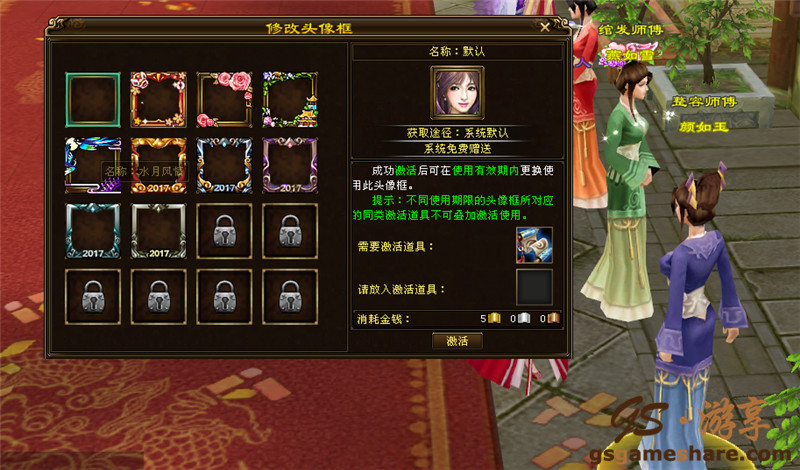 修改头像框
名称：默认
获取途径：系统默认
系统免费赠送
成功激活后可在使用有效期内更换使
用此头像框。
提示：不同使用期限的头像框所对应
的同类激活道具不可叠加激活使用。
需要激活道具：
请放入激活道具：
消耗金钱： 5 0 0
激活
名称：水月风情
2017
2017
2017
2017
2017
绾发师傅
燕如雪
人
整容师傅
颜如玉
GS·游享
gsgameshare.com